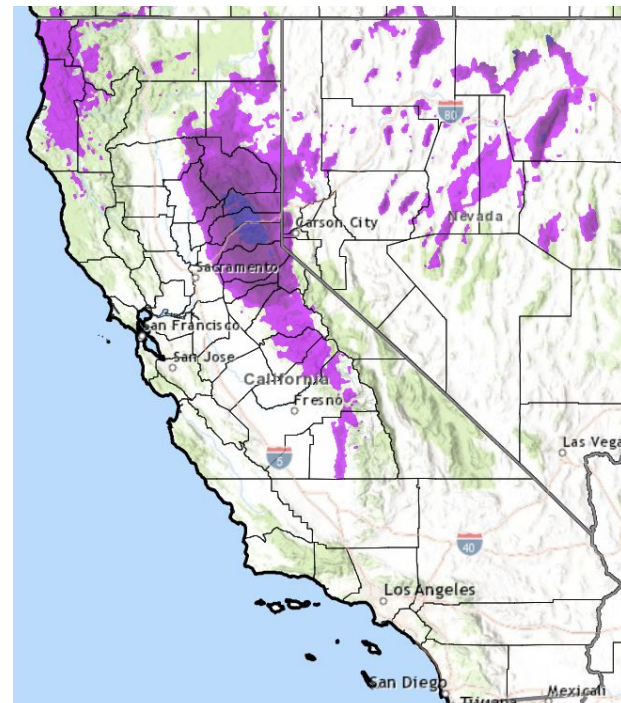 80
Carson City
Nevada
Sacramento
San Francisco
San Jose
California
Fresno
5
Las Vega
40
Los Angeles
San Diego
Mexicali
Tijuana